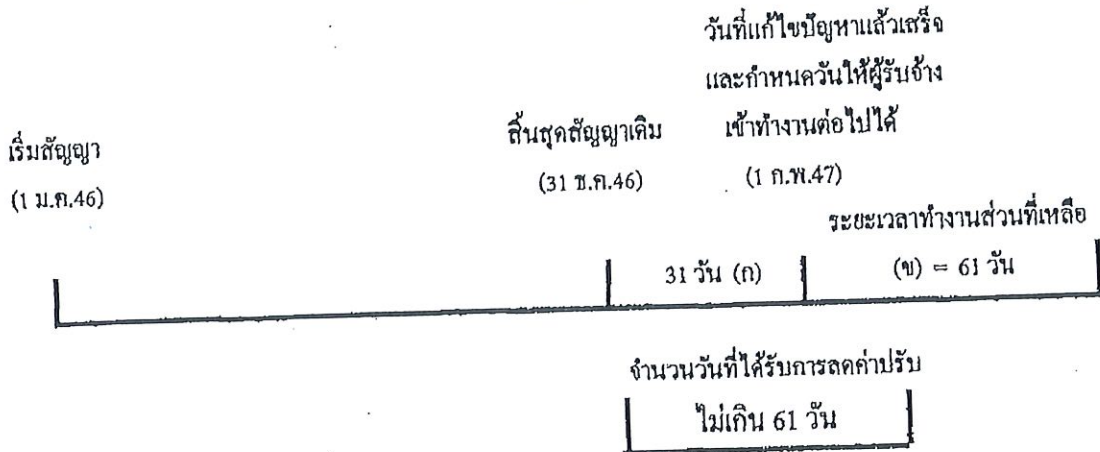 วันที่แก้ไขปัญหาแล้วเสร็จ
และกำหนดวันให้ผู้รับจ้าง
เข้าทำงานต่อไปได้
(1 ก.พ.47)
สิ้นสุดสัญญาเดิม
(31 ธ.ค.46)
เริ่มสัญญา
(1 ม.ค.46)
ระยะเวลาทำงานส่วนที่เหลือ
31 วัน (ก)
(ข) = 61 วัน
จำนวนวันที่ได้รับการลดค่าปรับ
ไม่เกิน 61 วัน